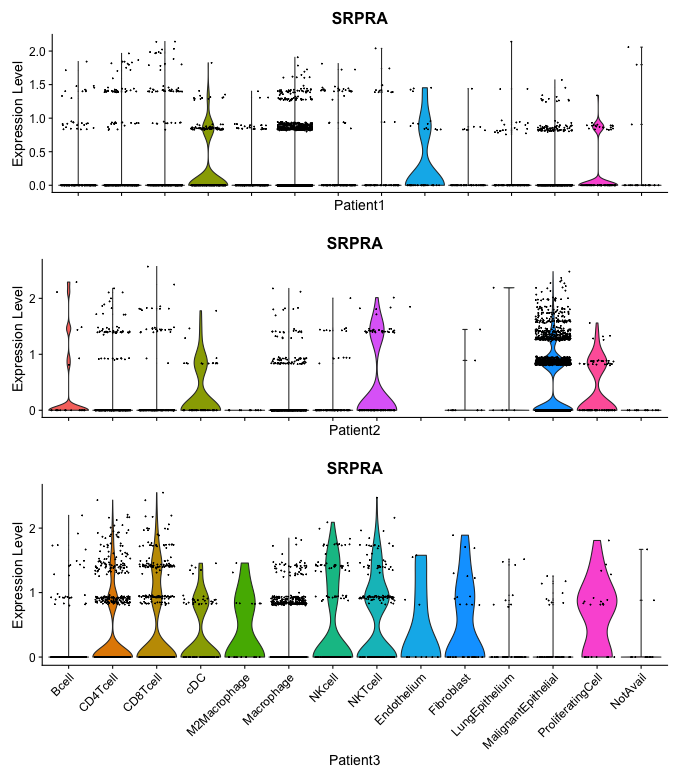 SRPRA
Expression Level
2.0
1.5
1.0
0.5
0.0
Patient1
SRPRA
Expression Level
2
1
0
Patient2
SRPRA
Expression Level
2
1
0
Bcell
CD4Tcell
CD8Tcell
cDC
M2Macrophage
Macrophage
NKcell
NKTcell
Endothelium
Fibroblast
LungEpithelium
MalignantEpithelial
ProliferatingCell
NotAvail
Patient3